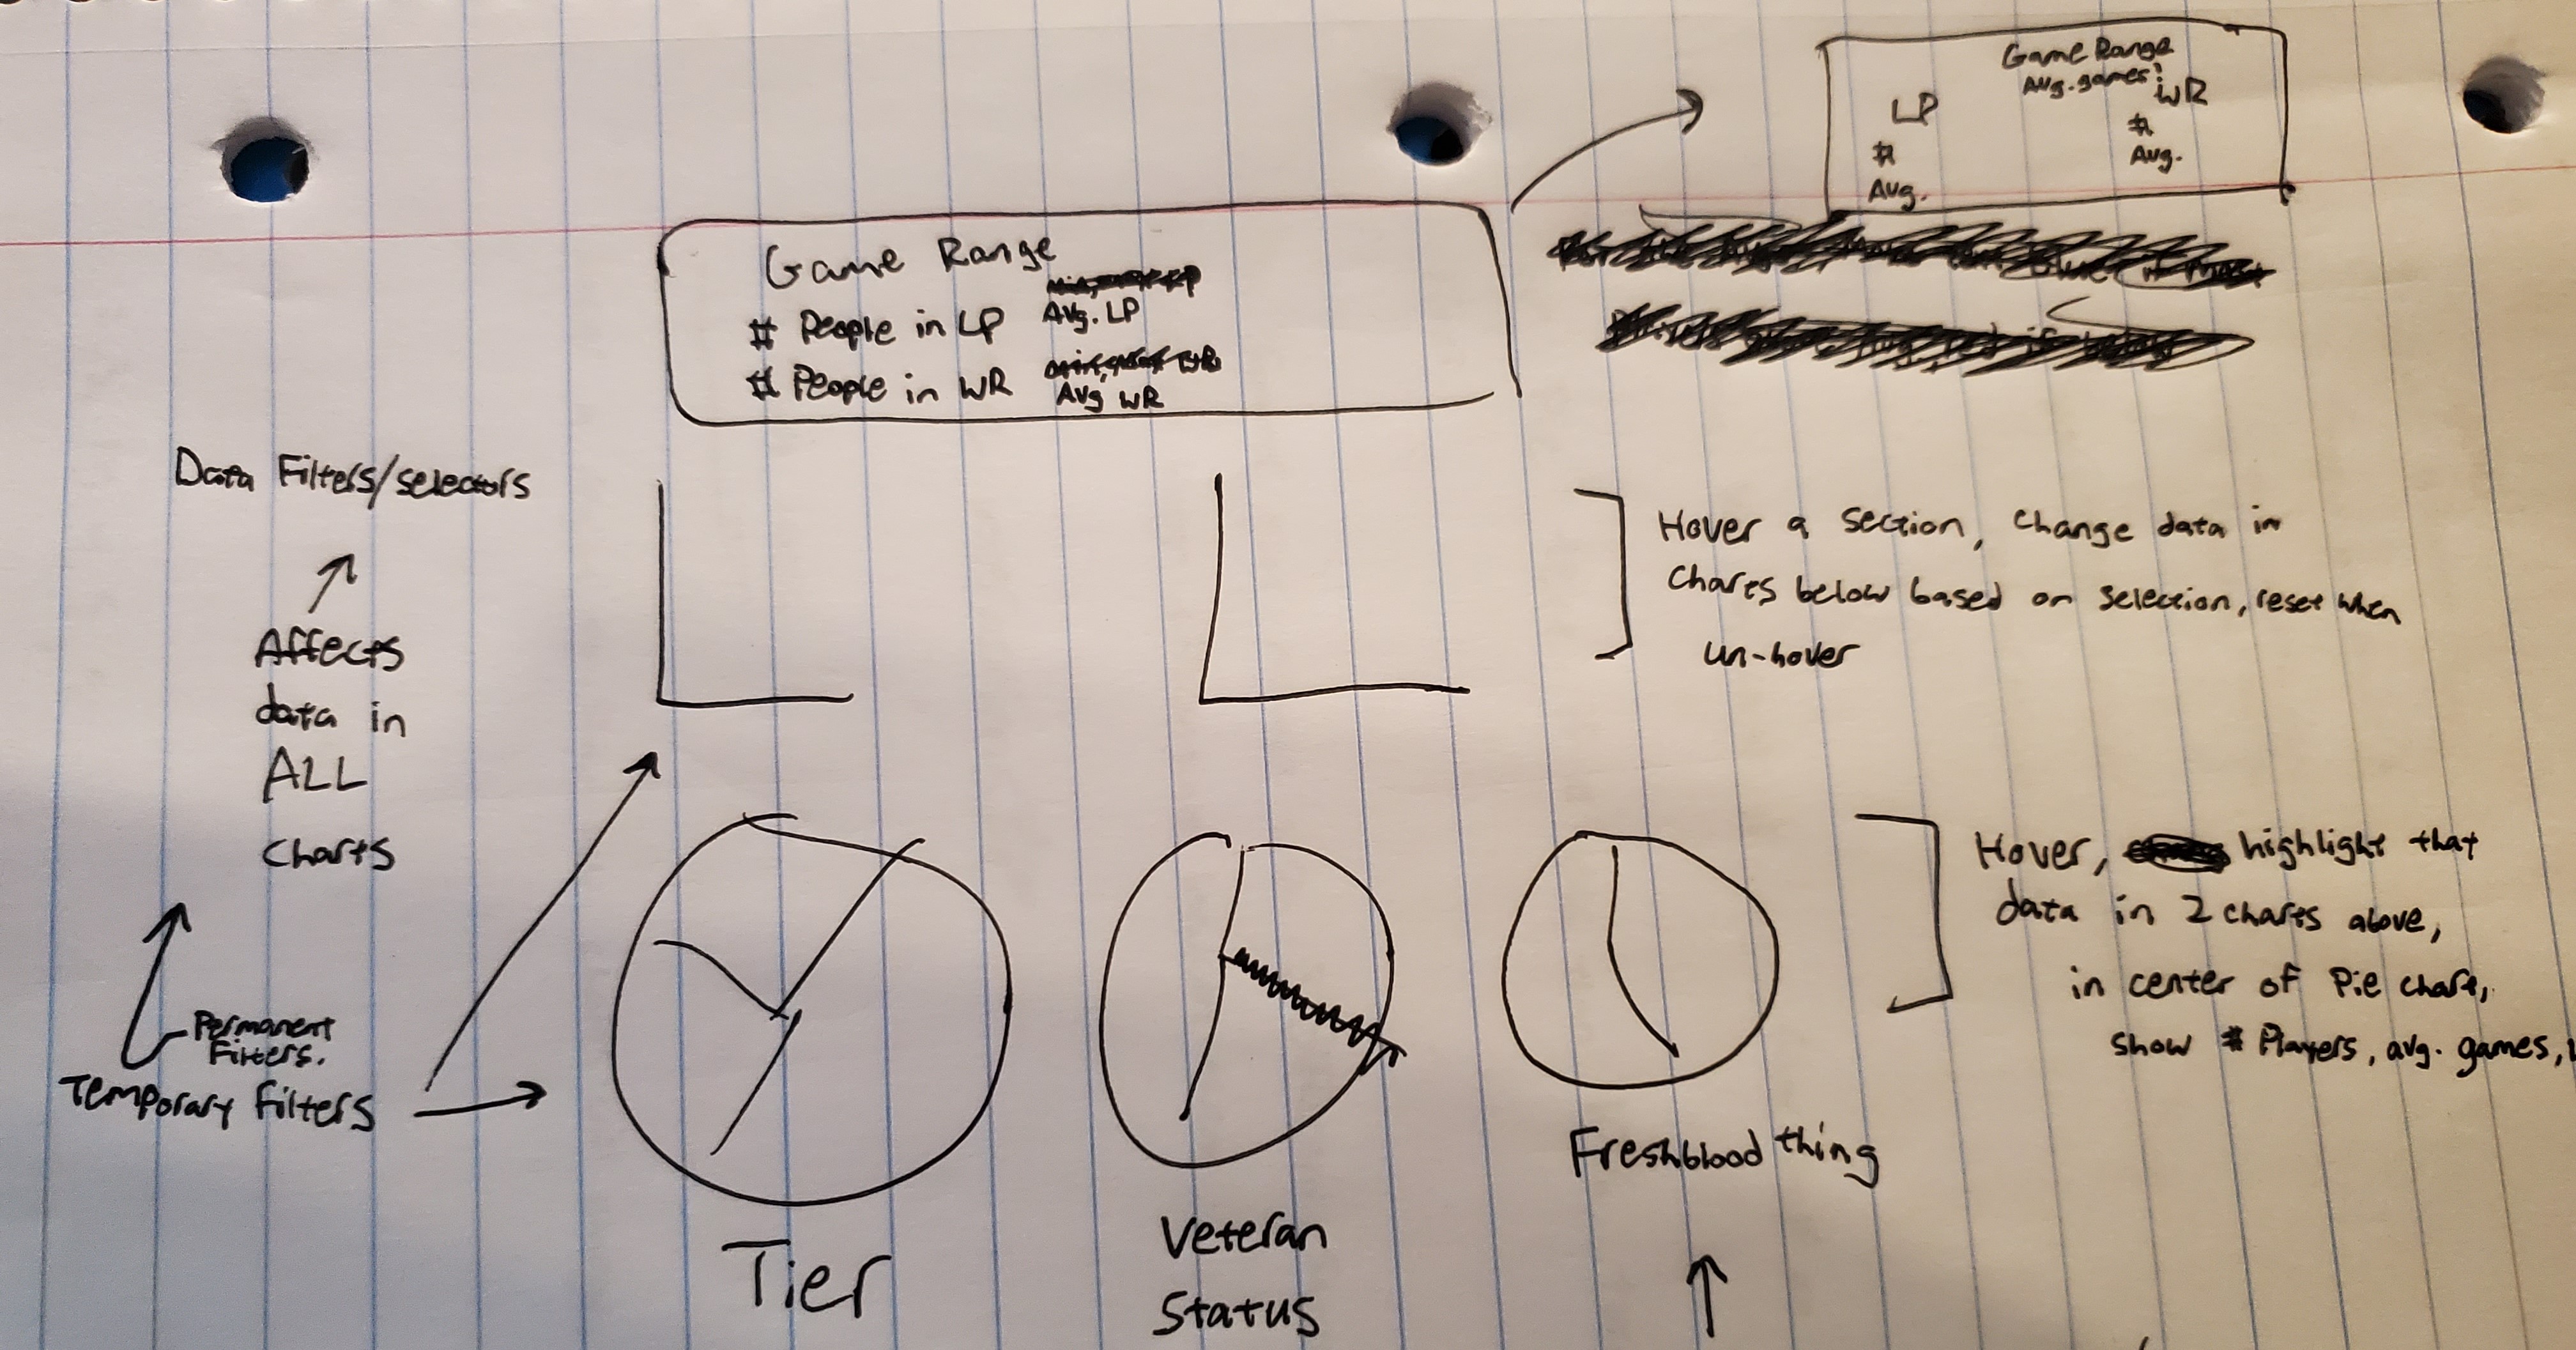 Game Range
Avg. games:
LP
WR
#
Avg.
#
Avg.
Game Range
# People in LP
Avg. LP
# People in WR
Avg WR
Data Filters/selectors
Affects
data in
ALL
charts
Permanent
Filters.
Temporary Filters
Hover a section, change data in
charts below based on selection, reset when
un-hover
Hover, highlight that
data in 2 charts above,
in center of Pie chart,
show # Players, avg. games,
Tier
Veteran
Status
Freshblood thing